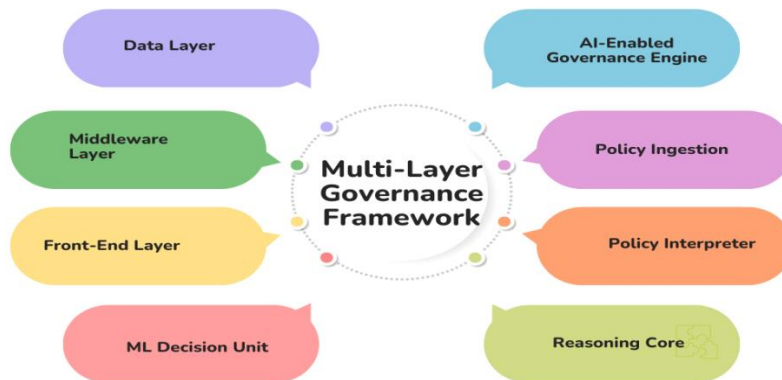 Data Layer
AI-Enabled
Governance Engine
Middleware
Layer
Policy Ingestion
Multi-Layer
Governance
Framework
Front-End Layer
Policy Interpreter
ML Decision Unit
Reasoning Core